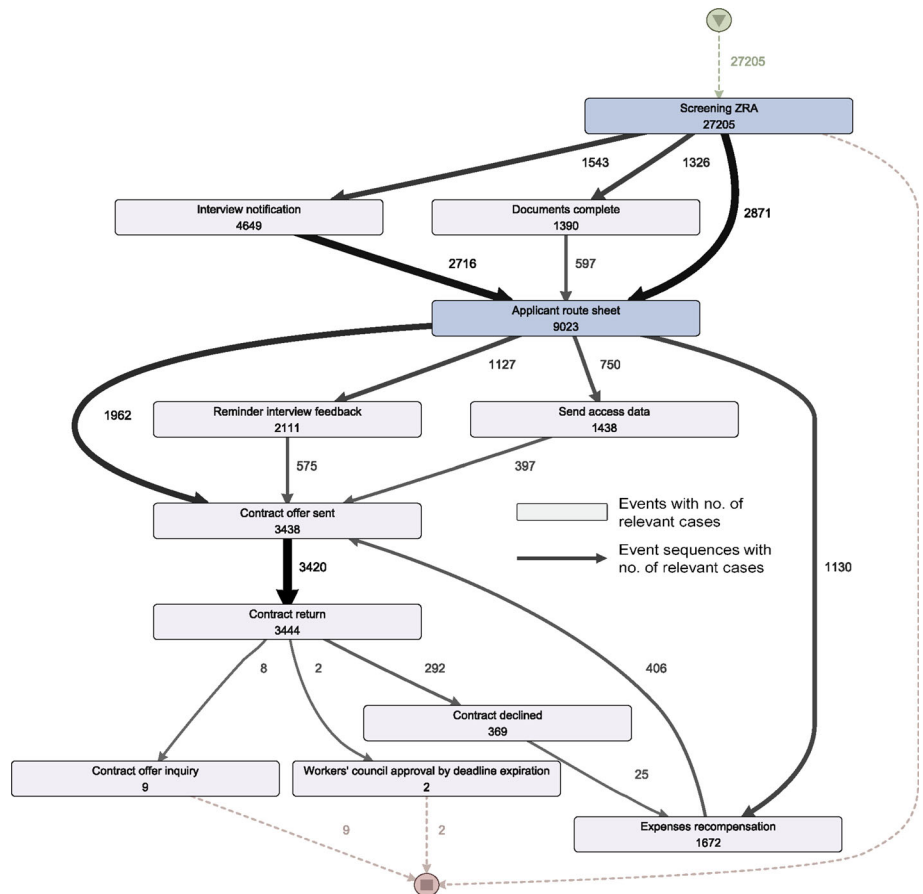 27205
Screening ZRA
27205
1543
1326
2871
Interview notification
4649
Documents complete
1390
2716
597
Applicant route sheet
9023
1127
750
1962
Reminder interview feedback
2111
Send access data
1438
575
397
Contract offer sent
3438
Events with no. of
relevant cases
3420
Event sequences with
no. of relevant cases
1130
Contract return
3444
8
2
292
406
Contract declined
369
Contract offer inquiry
9
Workers' council approval by deadline expiration
2
25
9
2
Expenses recompensation
1672